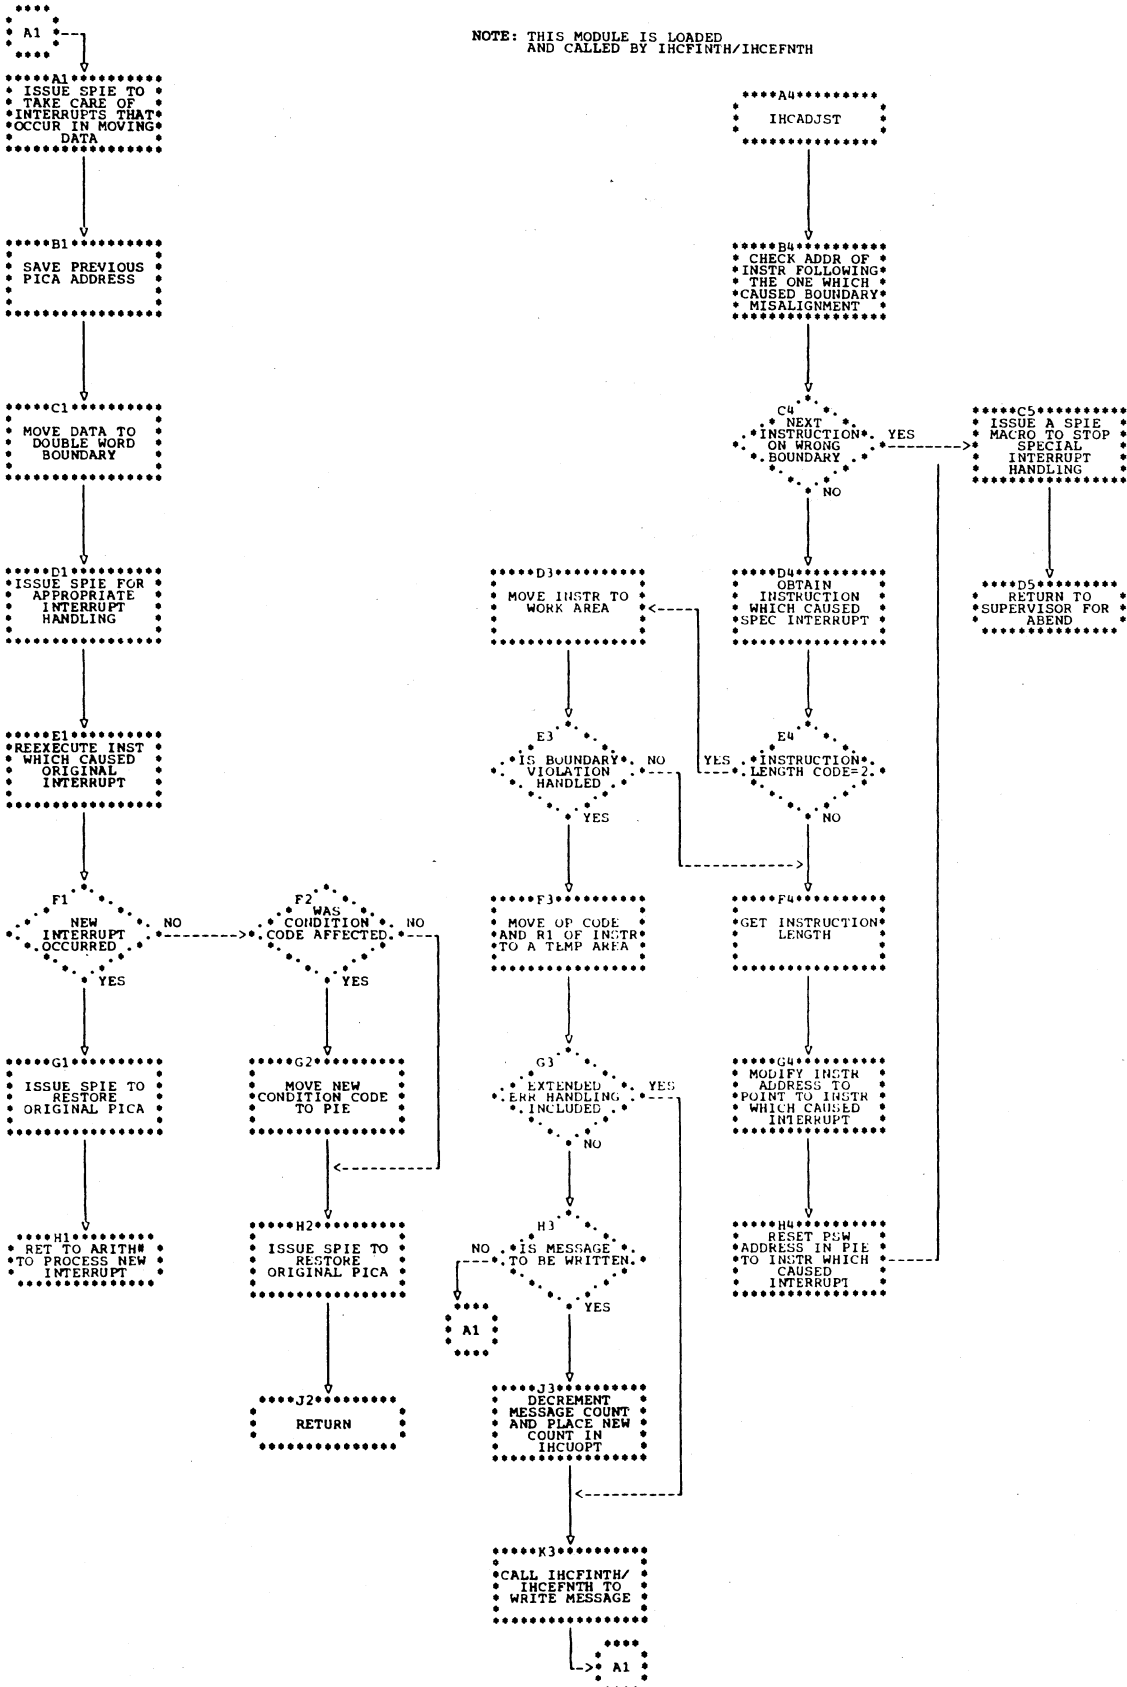 A1
NOTE: THIS MODULE IS LOADED
AND CALLED BY IHCFINTH/IHCEFNTH
A1
ISSUE SPIE TO
TAKE CARE OF
INTERRUPTS THAT
OCCUR IN MOVING
DATA
B1
SAVE PREVIOUS
PICA ADDRESS
C1
MOVE DATA TO
DOUBLE WORD
BOUNDARY
D1
ISSUE SPIE FOR
APPROPRIATE
INTERRUPT
HANDLING
E1
REEXECUTE INST
WHICH CAUSED
ORIGINAL
INTERRUPT
F1
NEW
INTERRUPT
OCCURRED
NO
YES
G1
ISSUE SPIE TO
RESTORE
ORIGINAL PICA
H1
RET TO ARITH#
TO PROCESS NEW
INTERRUPT
F2
WAS
CONDITION
CODE AFFECTED
NO
YES
G2
MOVE NEW
CONDITION CODE
TO PIE
H2
ISSUE SPIE TO
RESTORE
ORIGINAL PICA
J2
RETURN
D3
MOVE INSTR TO
WORK AREA
E3
IS BOUNDARY
VIOLATION
HANDLED
NO
YES
F3
MOVE OP CODE
AND R1 OF INSTR
TO A TEMP AREA
G3
EXTENDED
ERR HANDLING
INCLUDED
YES
NO
H3
IS MESSAGE
TO BE WRITTEN
NO
YES
A1
J3
DECREMENT
MESSAGE COUNT
AND PLACE NEW
COUNT IN
IHCUOPT
K3
CALL IHCFINTH/
IHCEFNTH TO
WRITE MESSAGE
A1
A4
IHCADJST
B4
CHECK ADDR OF
INSTR FOLLOWING
THE ONE WHICH
CAUSED BOUNDARY
MISALIGNMENT
C4
NEXT
INSTRUCTION
ON WRONG
BOUNDARY
YES
NO
D4
OBTAIN
INSTRUCTION
WHICH CAUSED
SPEC INTERRUPT
E4
INSTRUCTION
LENGTH CODE=2
YES
NO
F4
GET INSTRUCTION
LENGTH
G4
MODIFY INSTR
ADDRESS TO
POINT TO INSTR
WHICH CAUSED
INTERRUPT
H4
RESET PSW
ADDRESS IN PIE
TO INSTR WHICH
CAUSED
INTERRUPT
C5
ISSUE A SPIE
MACRO TO STOP
SPECIAL
INTERRUPT
HANDLING
D5
RETURN TO
SUPERVISOR FOR
ABEND